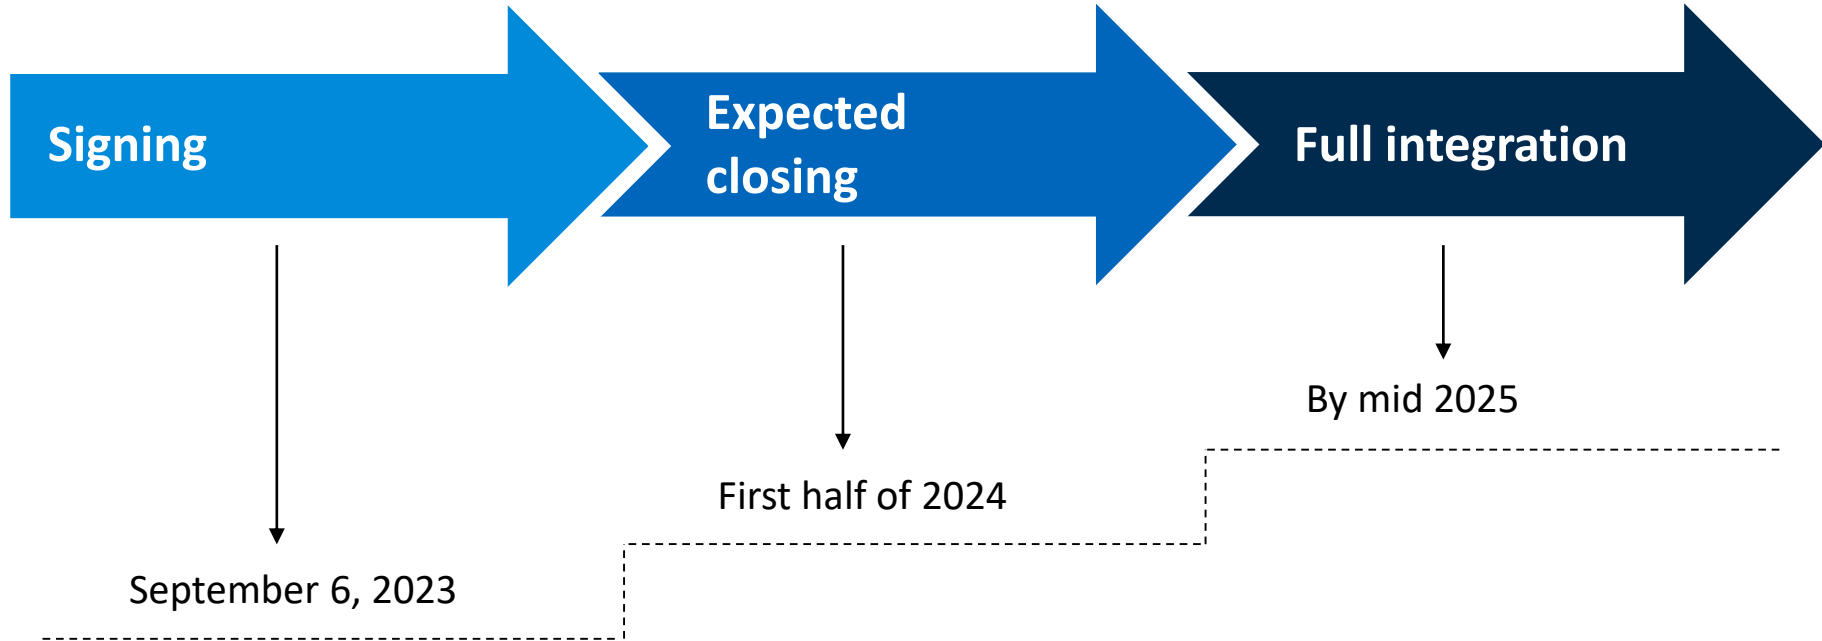 Signing
Expected
closing
Full integration
By mid 2025
First half of 2024
September 6, 2023